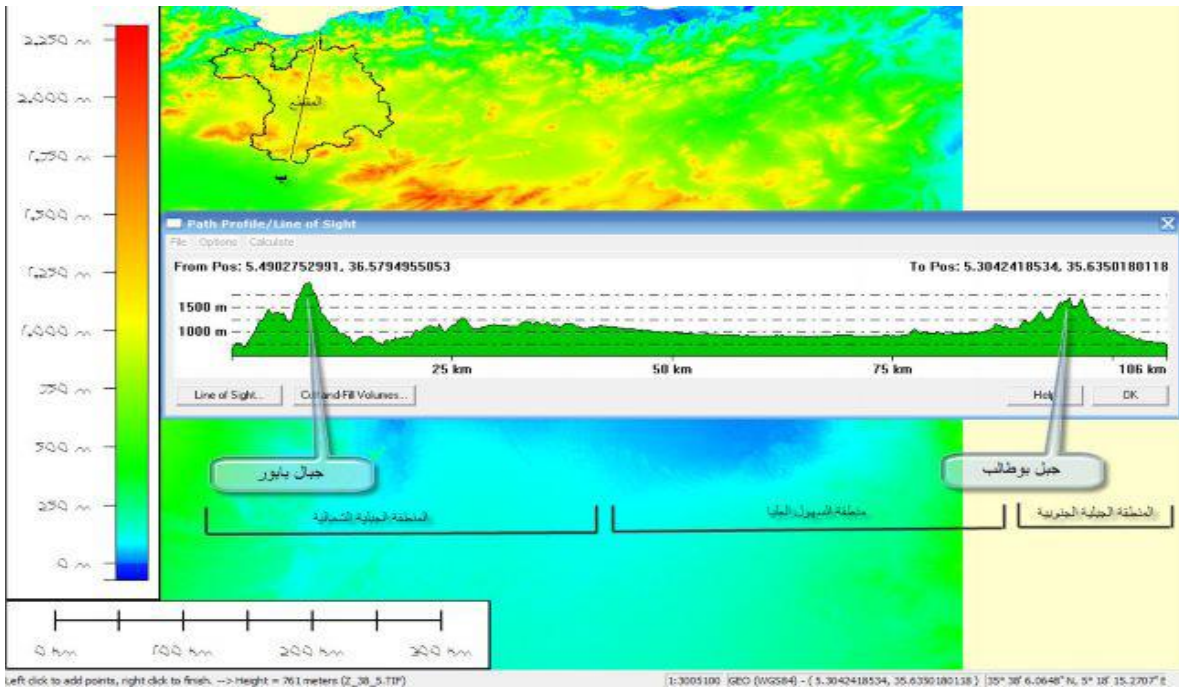 2,250 m
2,000 m
1,750 m
1,500 m
1,250 m
1,000 m
750 m
500 m
250 m
0 m
المقطع
ب
Path Profile/Line of Sight
File Options Calculate
From Pos: 5.4902752991, 36.5794955053
To Pos: 5.3042418534, 35.6350180118
1500 m
1000 m
25 km 50 km 75 km 106 km
Line of Sight... Cut-and-Fill Volumes... Help OK
جبال بابور
جبل بوطالب
المنطقة الجبلية الشمالية
منطقة السهول العليا
المنطقة الجبلية الجنوبية
0 km 100 km 200 km 300 km
Left click to add points, right click to finish. --> Height = 761 meters (Z_38_5.TIF)
1:3005100 GEO (WGS84) - ( 5.3042418534, 35.6350180118 ) 35° 38' 6.0648" N, 5° 18' 15.2707" E